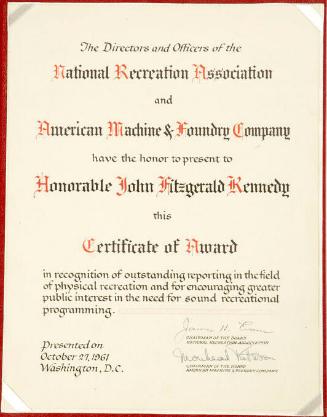 The Directors and Officers of the
National Recreation Association
and
American Machine & Foundry Company
have the honor to present to
Honorable John Fitzgerald Kennedy
this
Certificate of Award
in recognition of outstanding reporting in the field
of physical recreation and for encouraging greater
public interest in the need for sound recreational
programming.
CHAIRMAN OF THE BOARD
NATIONAL RECREATION ASSOCIATION
Presented on
October 27, 1961
Washington, D.C.
Morehead Patterson
CHAIRMAN OF THE BOARD
AMERICAN MACHINE & FOUNDRY COMPANY